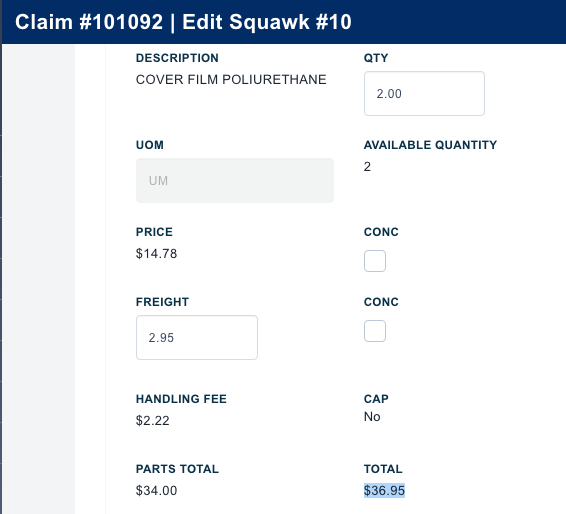 Claim #101092 | Edit Squawk #10
DESCRIPTION
COVER FILM POLIURETHANE
QTY
2.00
UOM
UM
AVAILABLE QUANTITY
2
PRICE
$14.78
CONC
FREIGHT
2.95
CONC
HANDLING FEE
$2.22
CAP
No
PARTS TOTAL
$34.00
TOTAL
$36.95